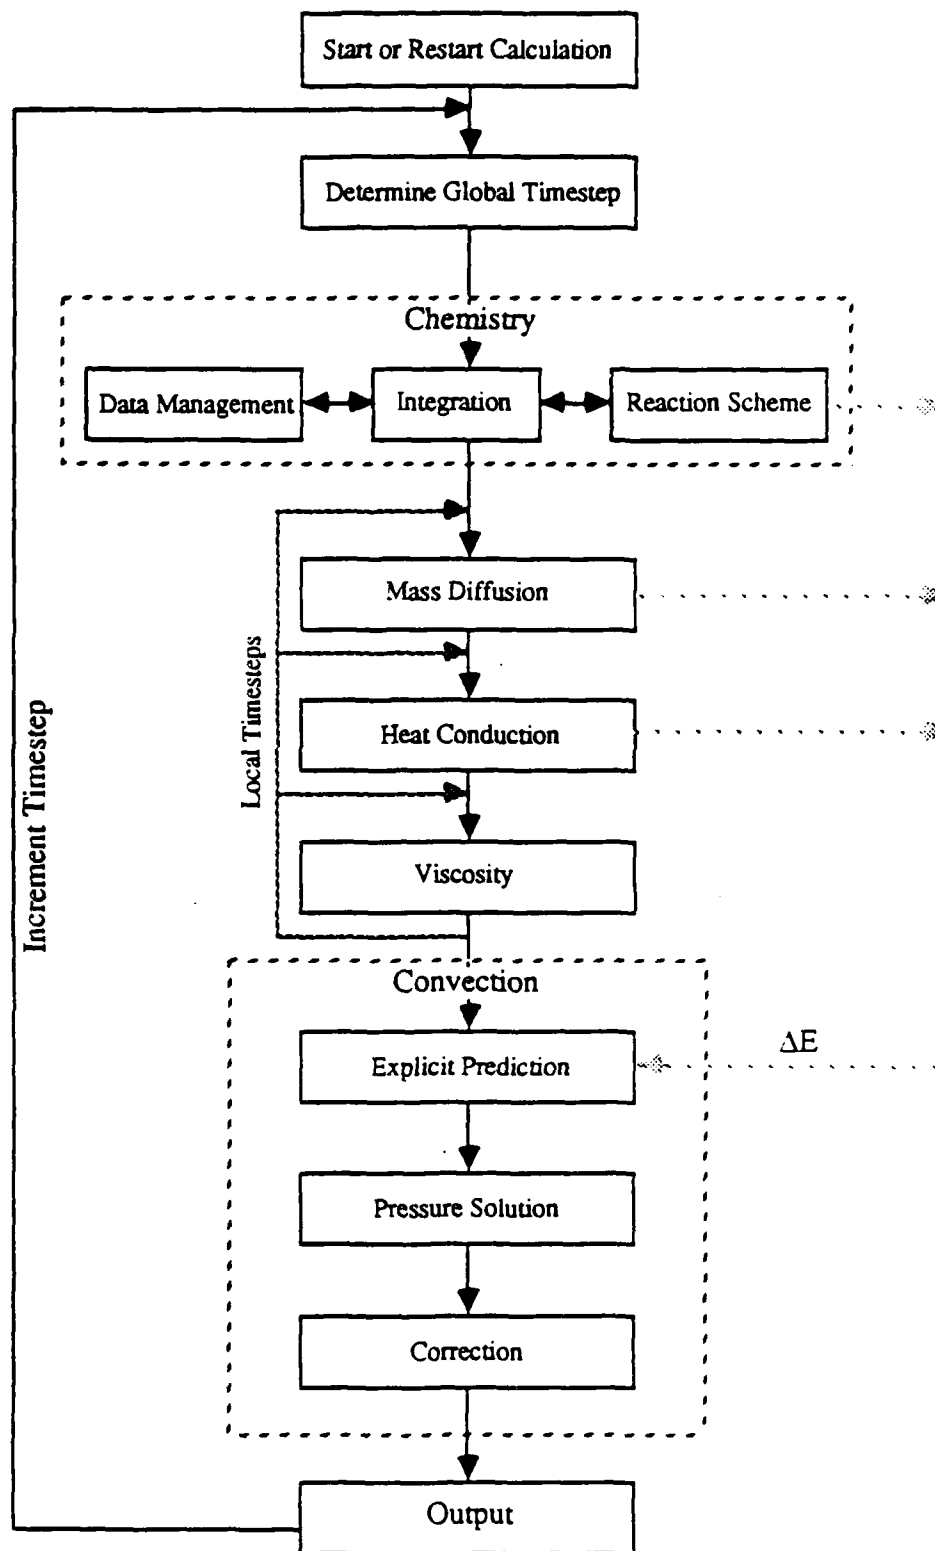 Start or Restart Calculation
Determine Global Timestep
Chemistry
Data Management
Integration
Reaction Scheme
Mass Diffusion
Local Timesteps
Heat Conduction
Increment Timestep
Viscosity
Convection
Explicit Prediction
ΔE
Pressure Solution
Correction
Output